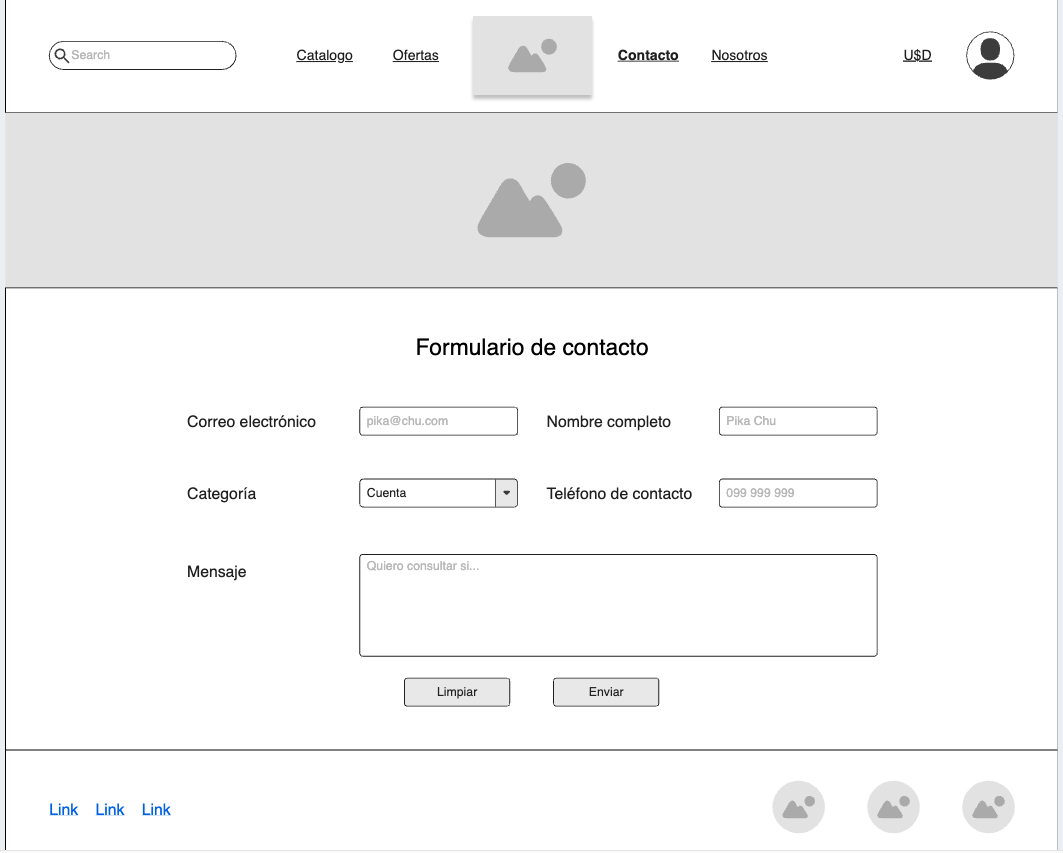 Search Catalogo Ofertas Contacto Nosotros U$D
Formulario de contacto
Correo electrónico pika@chu.com Nombre completo Pika Chu
Categoría Cuenta Teléfono de contacto 099 999 999
Mensaje Quiero consultar si...
Limpiar Enviar
Link Link Link